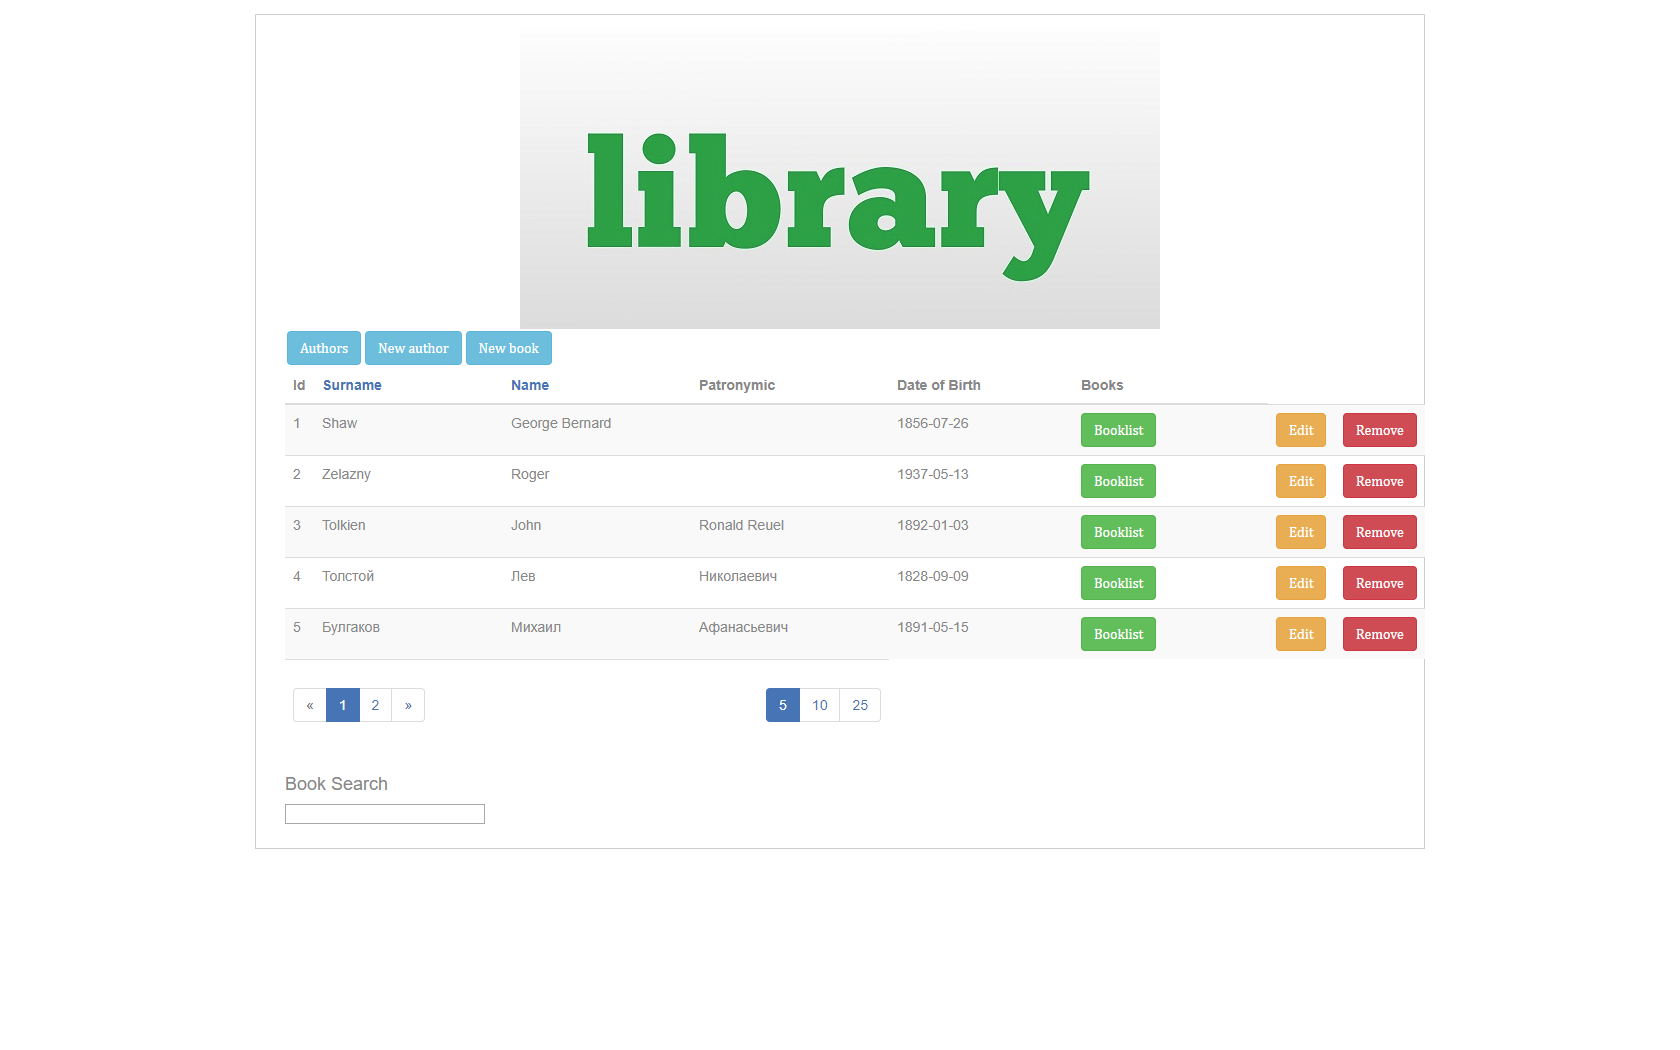 library
Authors New author New book
Id Surname Name Patronymic Date of Birth Books
1 Shaw George Bernard 1856-07-26 Booklist Edit Remove
2 Zelazny Roger 1937-05-13 Booklist Edit Remove
3 Tolkien John Ronald Reuel 1892-01-03 Booklist Edit Remove
4 Толстой Лев Николаевич 1828-09-09 Booklist Edit Remove
5 Булгаков Михаил Афанасьевич 1891-05-15 Booklist Edit Remove
« 1 2 » 5 10 25
Book Search